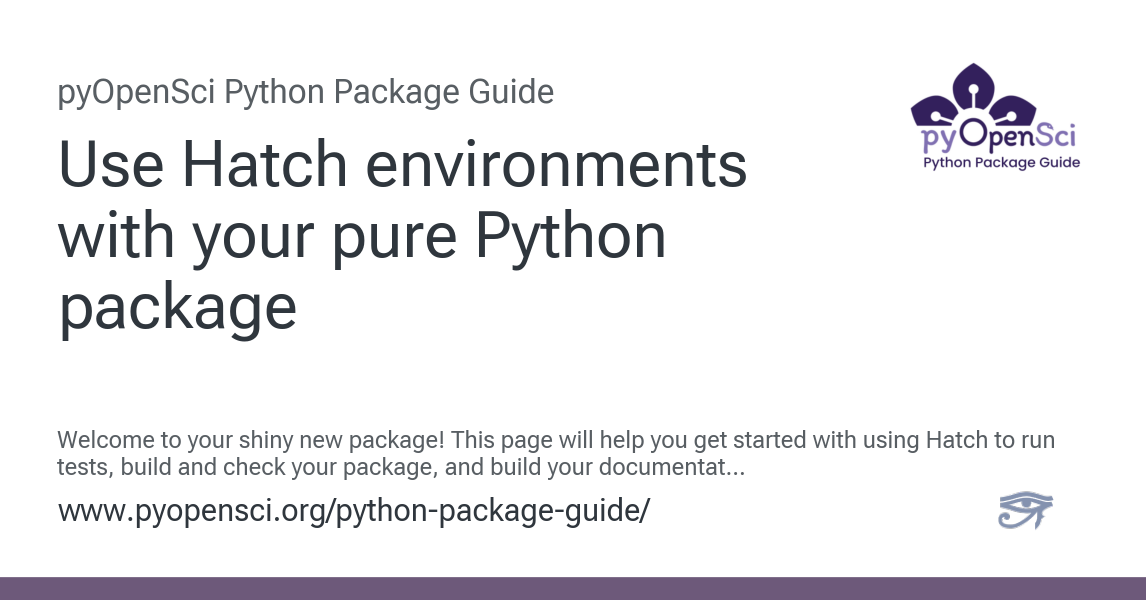 pyOpenSci Python Package Guide
Use Hatch environments
with your pure Python
package
pyOpenSci
Python Package Guide
Welcome to your shiny new package! This page will help you get started with using Hatch to run
tests, build and check your package, and build your documentat...
www.pyopensci.org/python-package-guide/